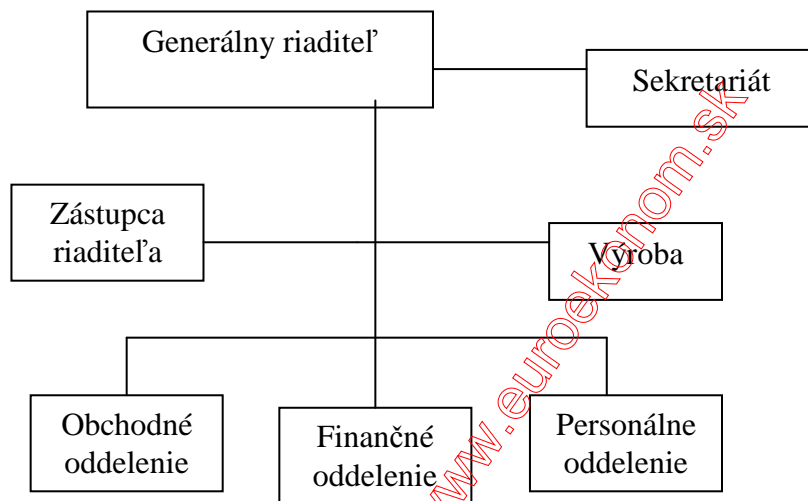 Generálny riaditeľ
Sekretariát
Zástupca
riaditeľa
Výroba
Obchodné
oddelenie
Finančné
oddelenie
Personálne
oddelenie
www.euroekonom.sk